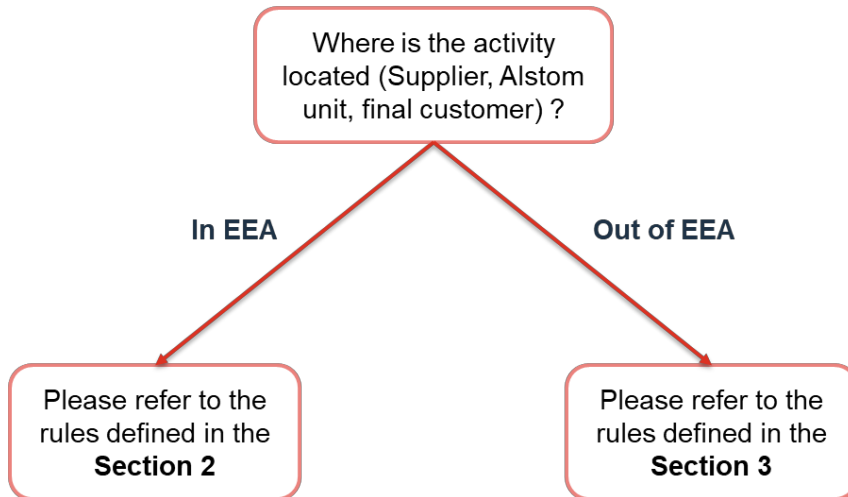 Where is the activity
located (Supplier, Alstom
unit, final customer) ?
In EEA
Out of EEA
Please refer to the
rules defined in the
Section 2
Please refer to the
rules defined in the
Section 3